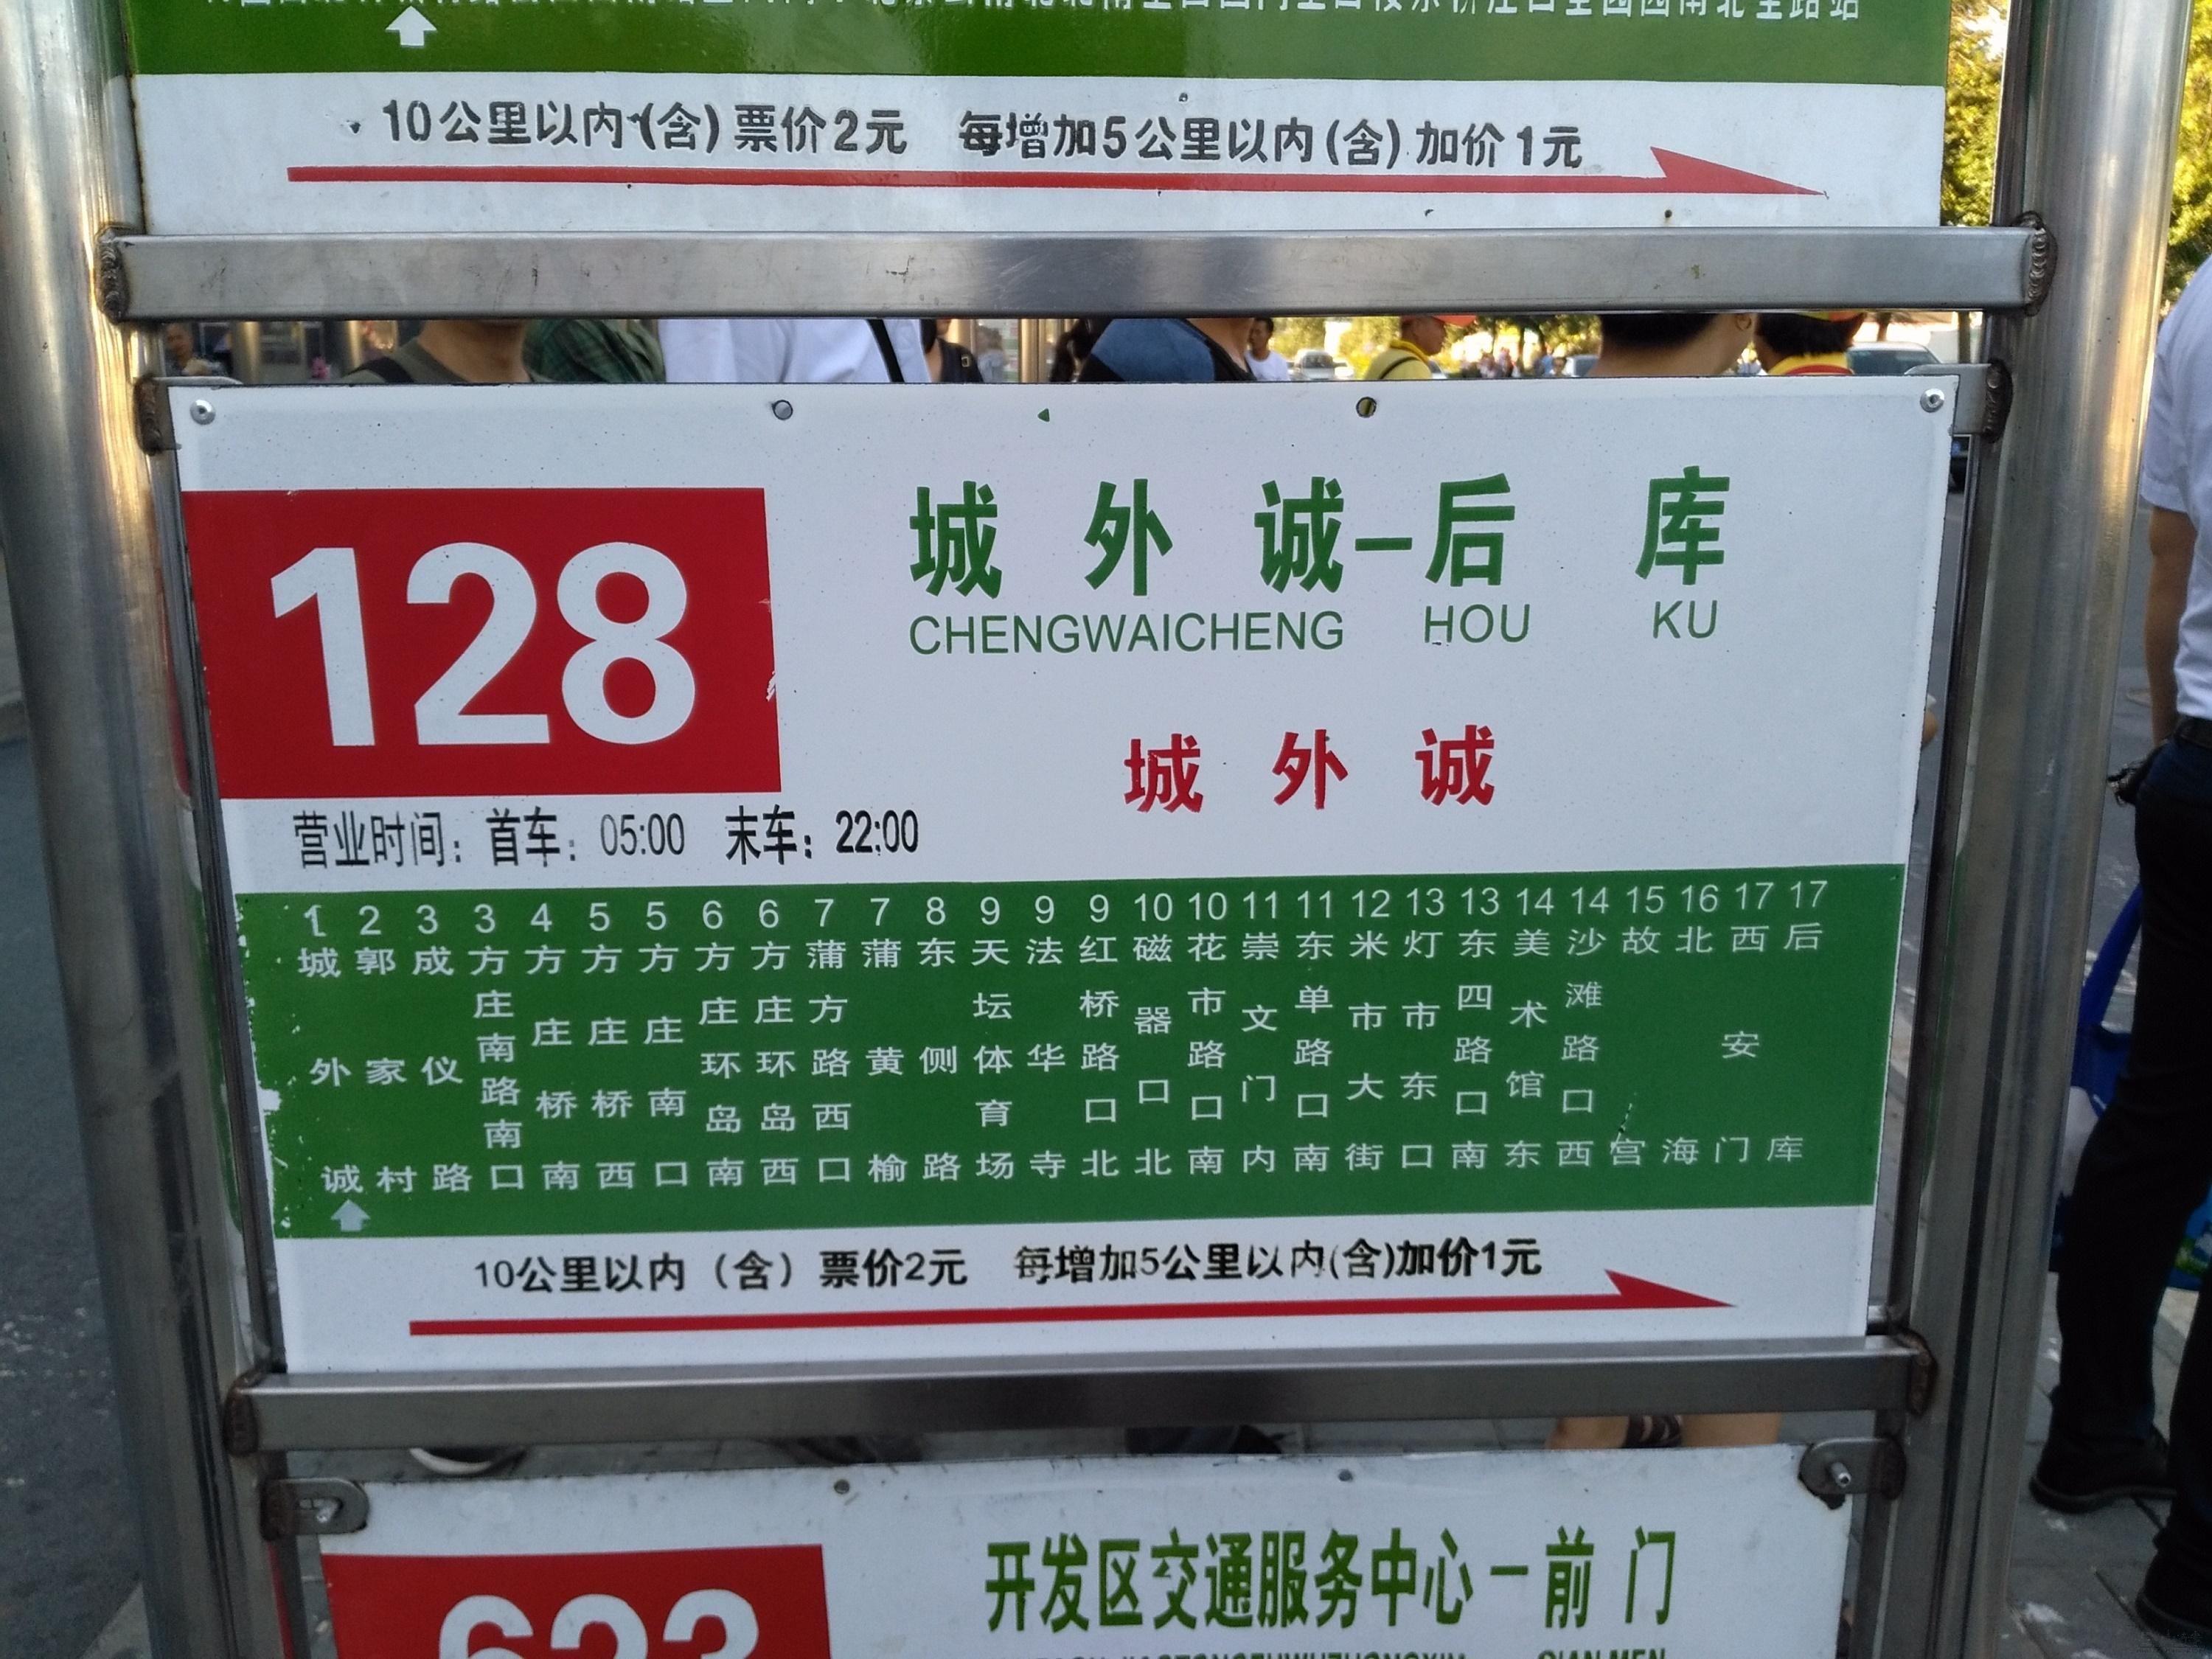 10公里以内(含)票价2元 每增加5公里以内(含)加价1元
128
城外诚–后库
CHENGWAICHENG HOU KU
城外诚
营业时间：首车：05:00 末车：22:00
1 城外诚
2 郭家村
3 成仪路
3 方庄南路南口
4 方庄桥南
5 方庄桥西
5 方庄南口
6 方庄环岛南
6 方庄环岛西
7 蒲方路西口
7 蒲黄榆
8 东侧路
9 天坛体育场
9 法华寺
9 红桥路口北
10 磁器口北
10 花市路口南
11 崇文门内
11 东单路口南
12 米市大街
13 灯市东口
13 东四路口南
14 美术馆东
14 沙滩路口西
15 故宫
16 北海
17 西安门
17 后库
10公里以内（含）票价2元 每增加5公里以内(含)加价1元
623
开发区交通服务中心–前门